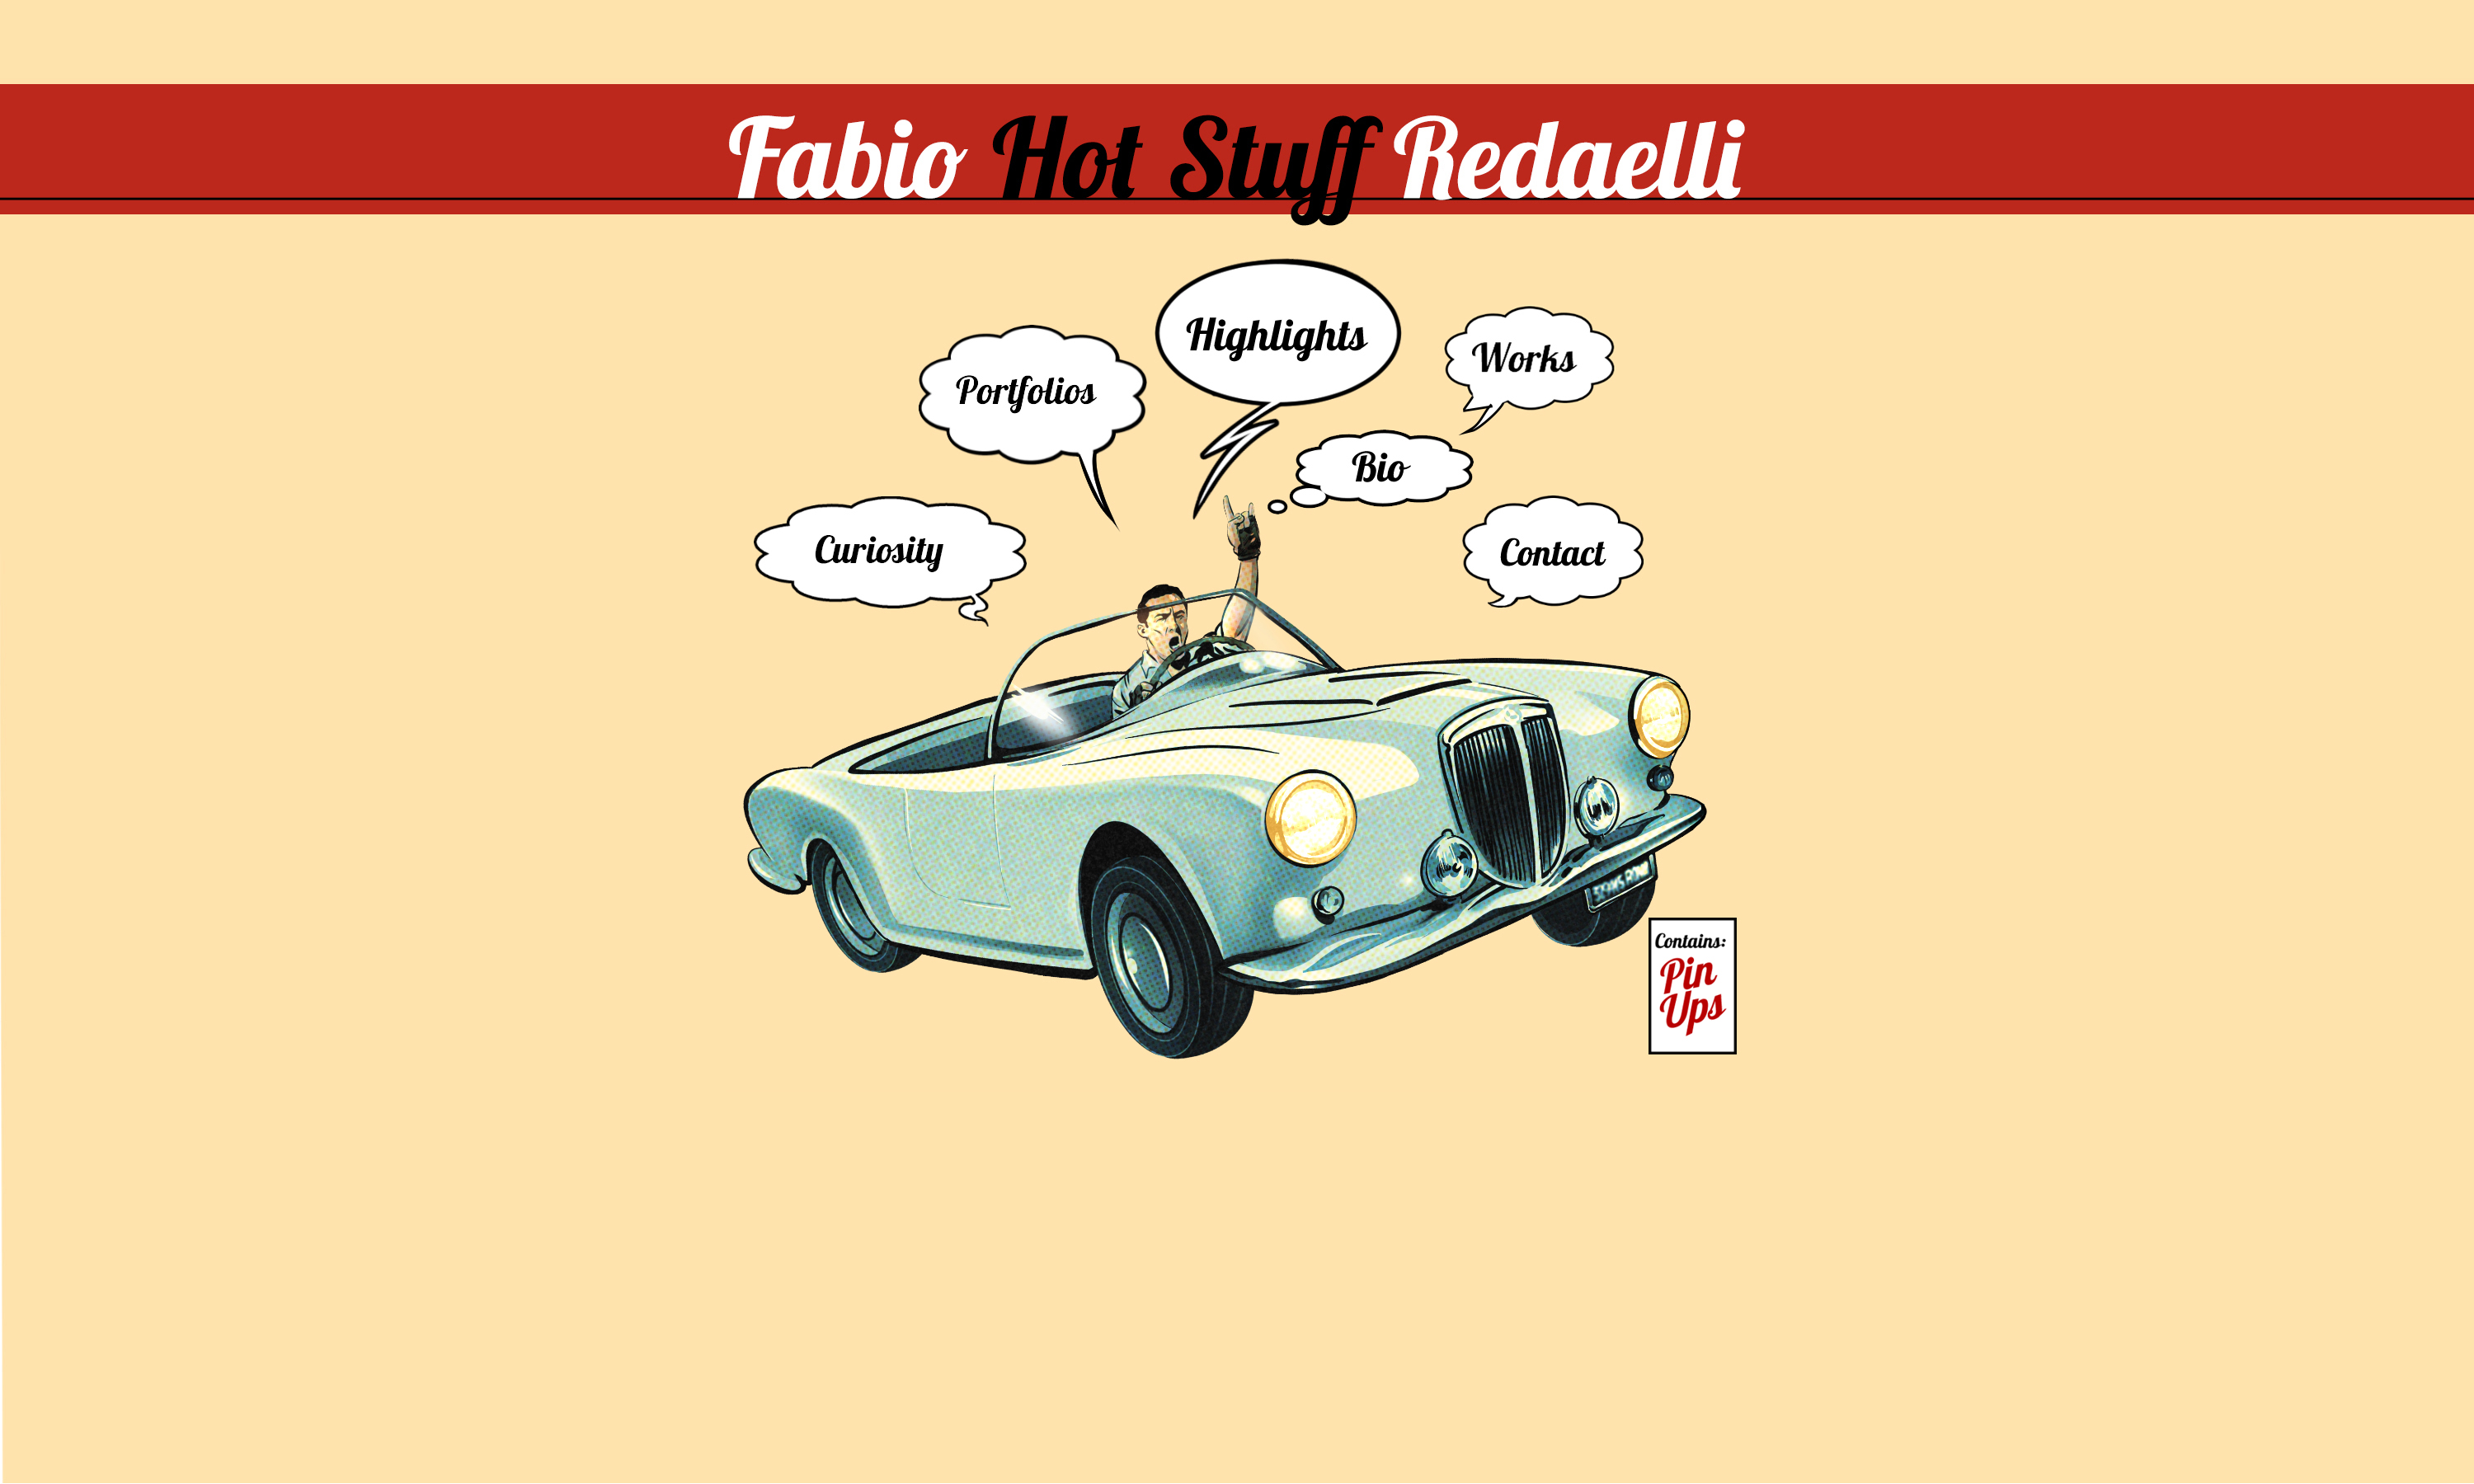 Fabio Hot Stuff Redaelli
Highlights
Works
Portfolios
Bio
Curiosity
Contact
Contains:
Pin
Ups